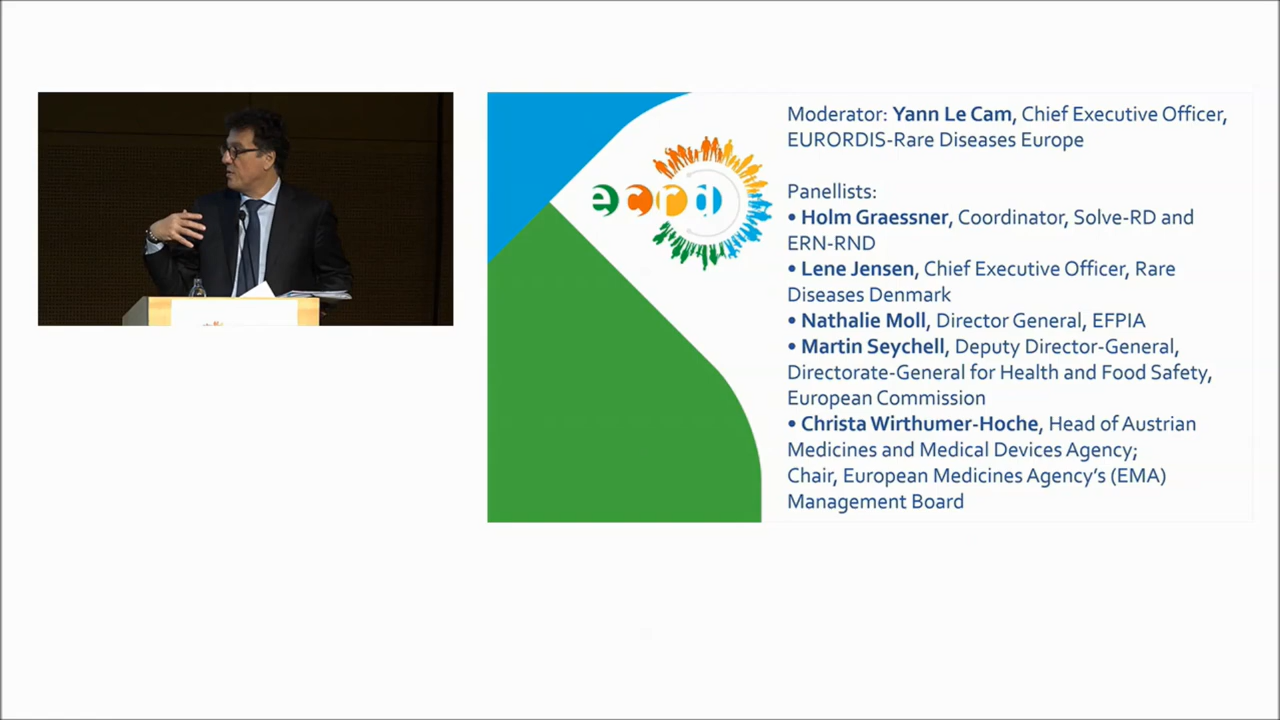 ecrd
Moderator: Yann Le Cam, Chief Executive Officer,
EURORDIS-Rare Diseases Europe
Panellists:
• Holm Graessner, Coordinator, Solve-RD and
ERN-RND
• Lene Jensen, Chief Executive Officer, Rare
Diseases Denmark
• Nathalie Moll, Director General, EFPIA
• Martin Seychell, Deputy Director-General,
Directorate-General for Health and Food Safety,
European Commission
• Christa Wirthumer-Hoche, Head of Austrian
Medicines and Medical Devices Agency;
Chair, European Medicines Agency’s (EMA)
Management Board